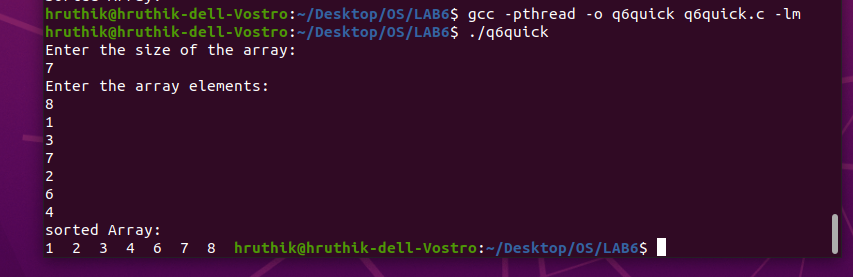 sorted Array:
hruthik@hruthik-dell-Vostro:~/Desktop/OS/LAB6$ gcc -pthread -o q6quick q6quick.c -lm
hruthik@hruthik-dell-Vostro:~/Desktop/OS/LAB6$ ./q6quick
Enter the size of the array:
7
Enter the array elements:
8
1
3
7
2
6
4
sorted Array:
1  2  3  4  6  7  8  hruthik@hruthik-dell-Vostro:~/Desktop/OS/LAB6$